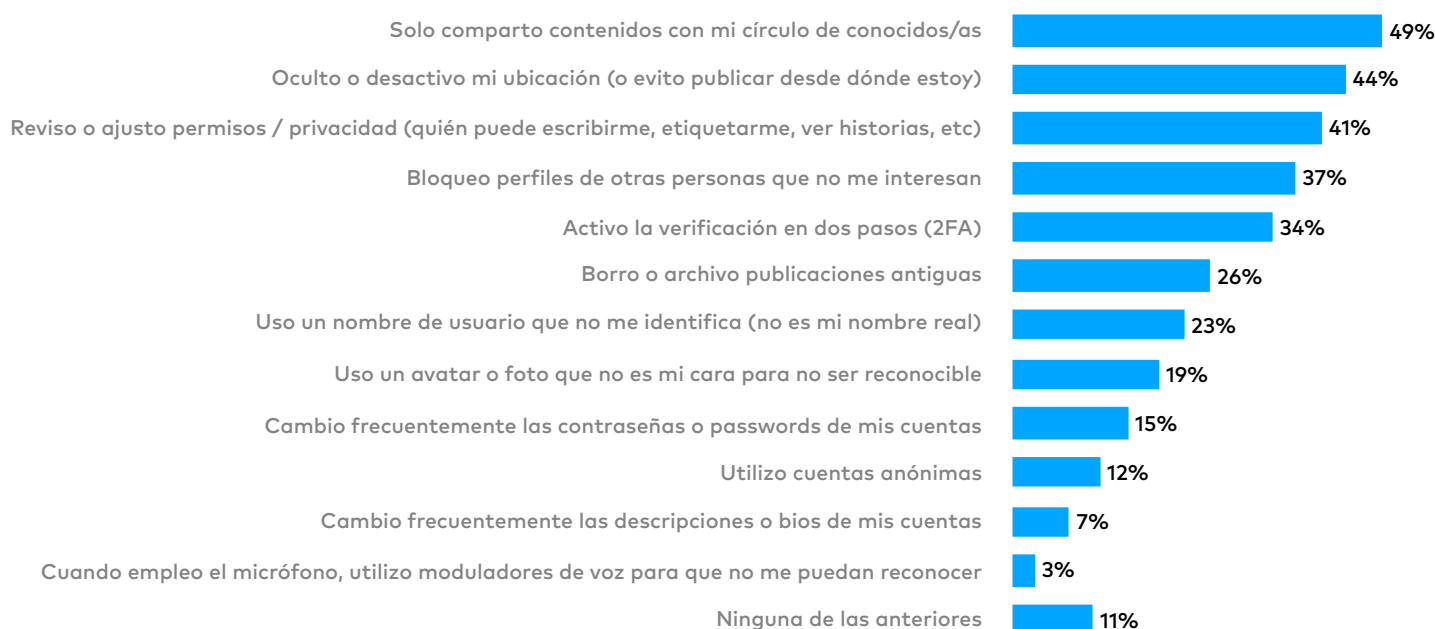 Solo comparto contenidos con mi círculo de conocidos/as 49%
Oculto o desactivo mi ubicación (o evito publicar desde dónde estoy) 44%
Reviso o ajusto permisos / privacidad (quién puede escribirme, etiquetarme, ver historias, etc) 41%
Bloqueo perfiles de otras personas que no me interesan 37%
Activo la verificación en dos pasos (2FA) 34%
Borro o archivo publicaciones antiguas 26%
Uso un nombre de usuario que no me identifica (no es mi nombre real) 23%
Uso un avatar o foto que no es mi cara para no ser reconocible 19%
Cambio frecuentemente las contraseñas o passwords de mis cuentas 15%
Utilizo cuentas anónimas 12%
Cambio frecuentemente las descripciones o bios de mis cuentas 7%
Cuando empleo el micrófono, utilizo moduladores de voz para que no me puedan reconocer 3%
Ninguna de las anteriores 11%